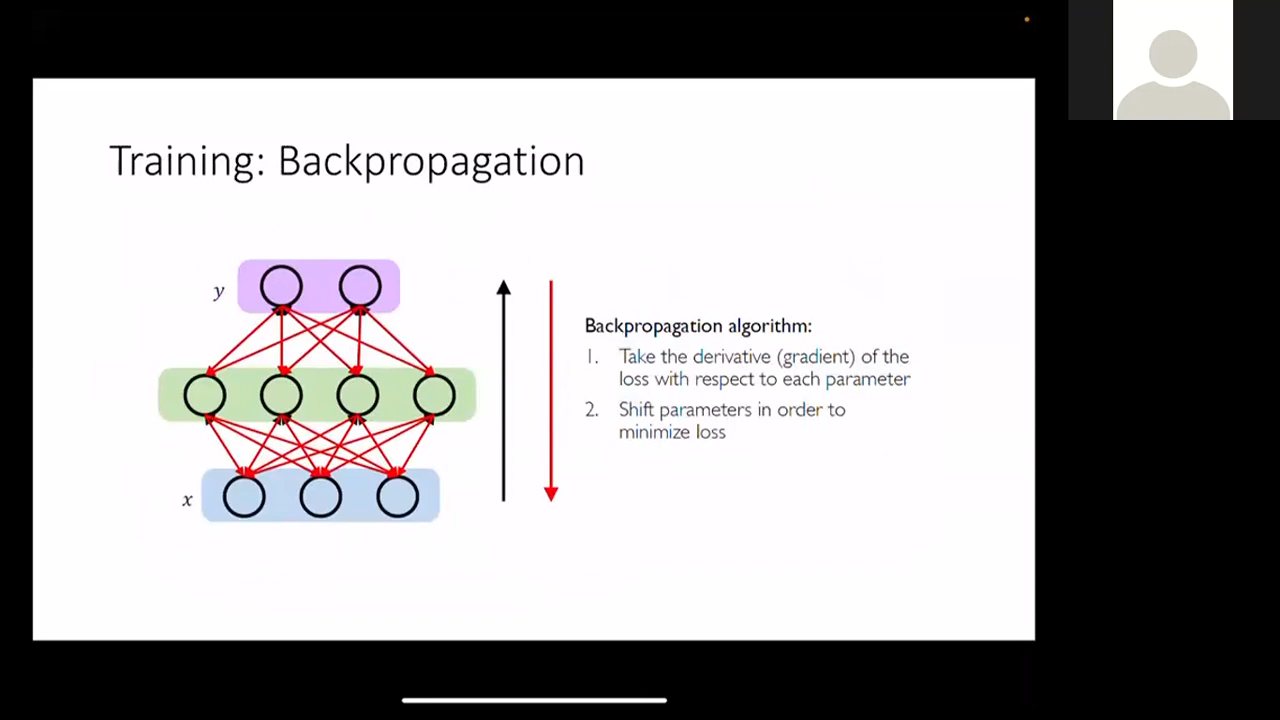 Training: Backpropagation
y
Backpropagation algorithm:
1. Take the derivative (gradient) of the
loss with respect to each parameter
2. Shift parameters in order to
minimize loss
x